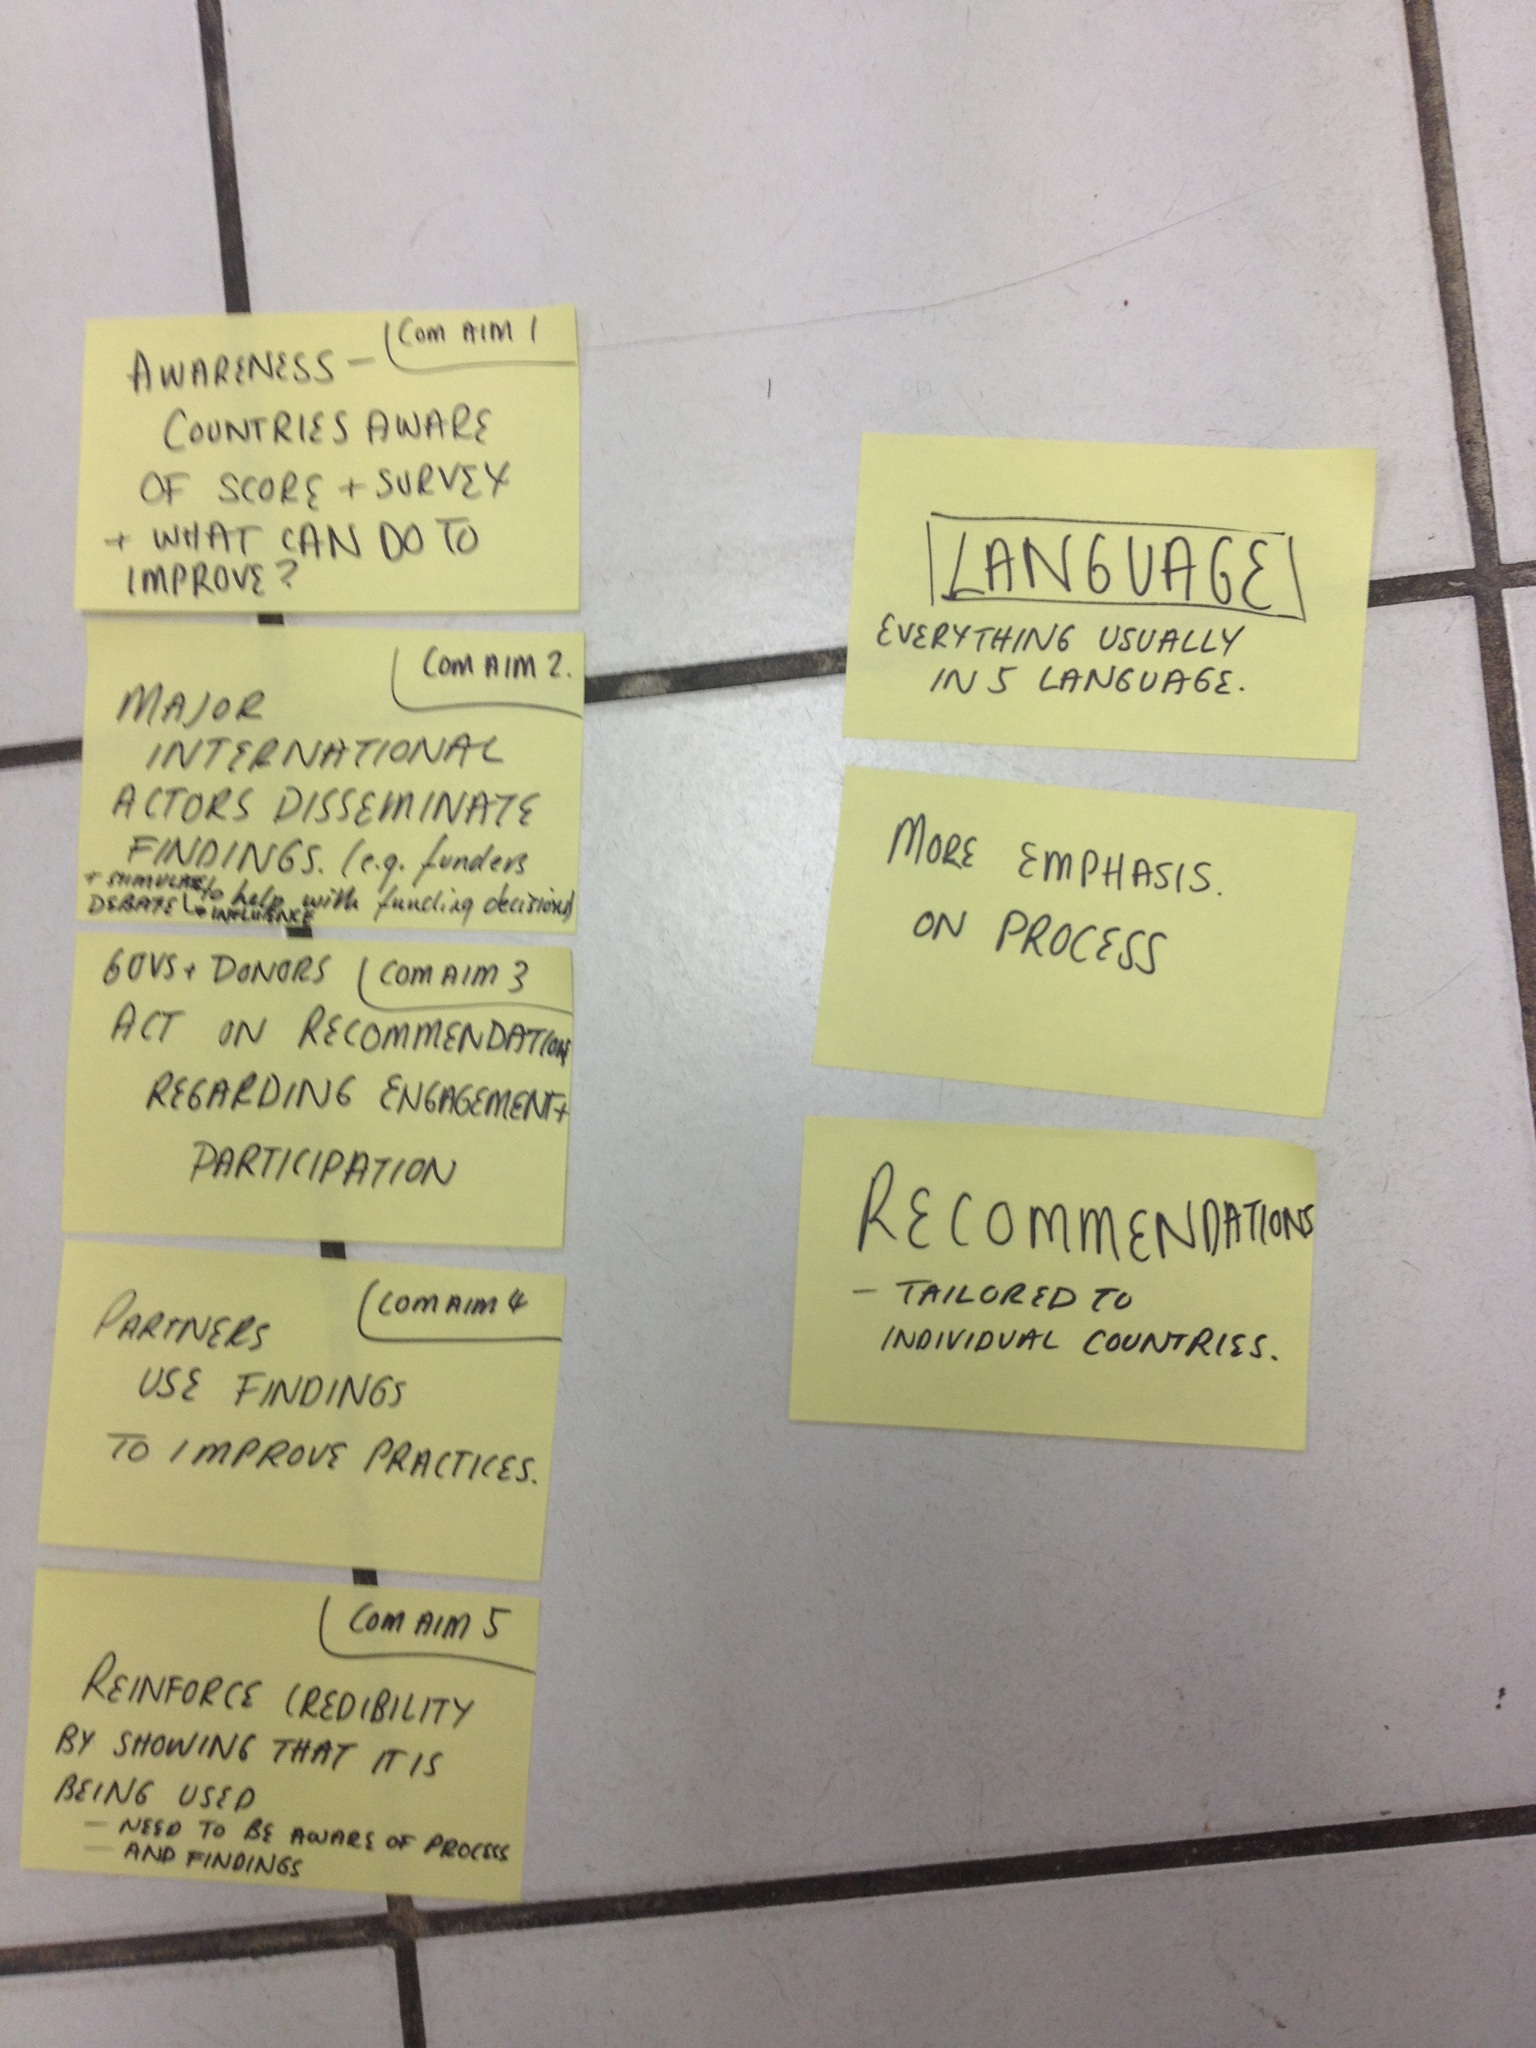 COM AIM 1
AWARENESS –
COUNTRIES AWARE
OF SCORE + SURVEY
+ WHAT CAN DO TO
IMPROVE?
COM AIM 2.
MAJOR
INTERNATIONAL
ACTORS DISSEMINATE
FINDINGS. (e.g. funders
to help with funding decisions)
+ STIMULATE
DEBATE
+ INFLUENCE
COM AIM 3
GOVS + DONORS
ACT ON RECOMMENDATIONS
REGARDING ENGAGEMENT +
PARTICIPATION
COM AIM 4
PARTNERS
USE FINDINGS
TO IMPROVE PRACTICES.
COM AIM 5
REINFORCE CREDIBILITY
BY SHOWING THAT IT IS
BEING USED
– NEED TO BE AWARE OF PROCESS
– AND FINDINGS
LANGUAGE
EVERYTHING USUALLY
IN 5 LANGUAGE.
MORE EMPHASIS.
ON PROCESS
RECOMMENDATIONS
– TAILORED TO
INDIVIDUAL COUNTRIES.